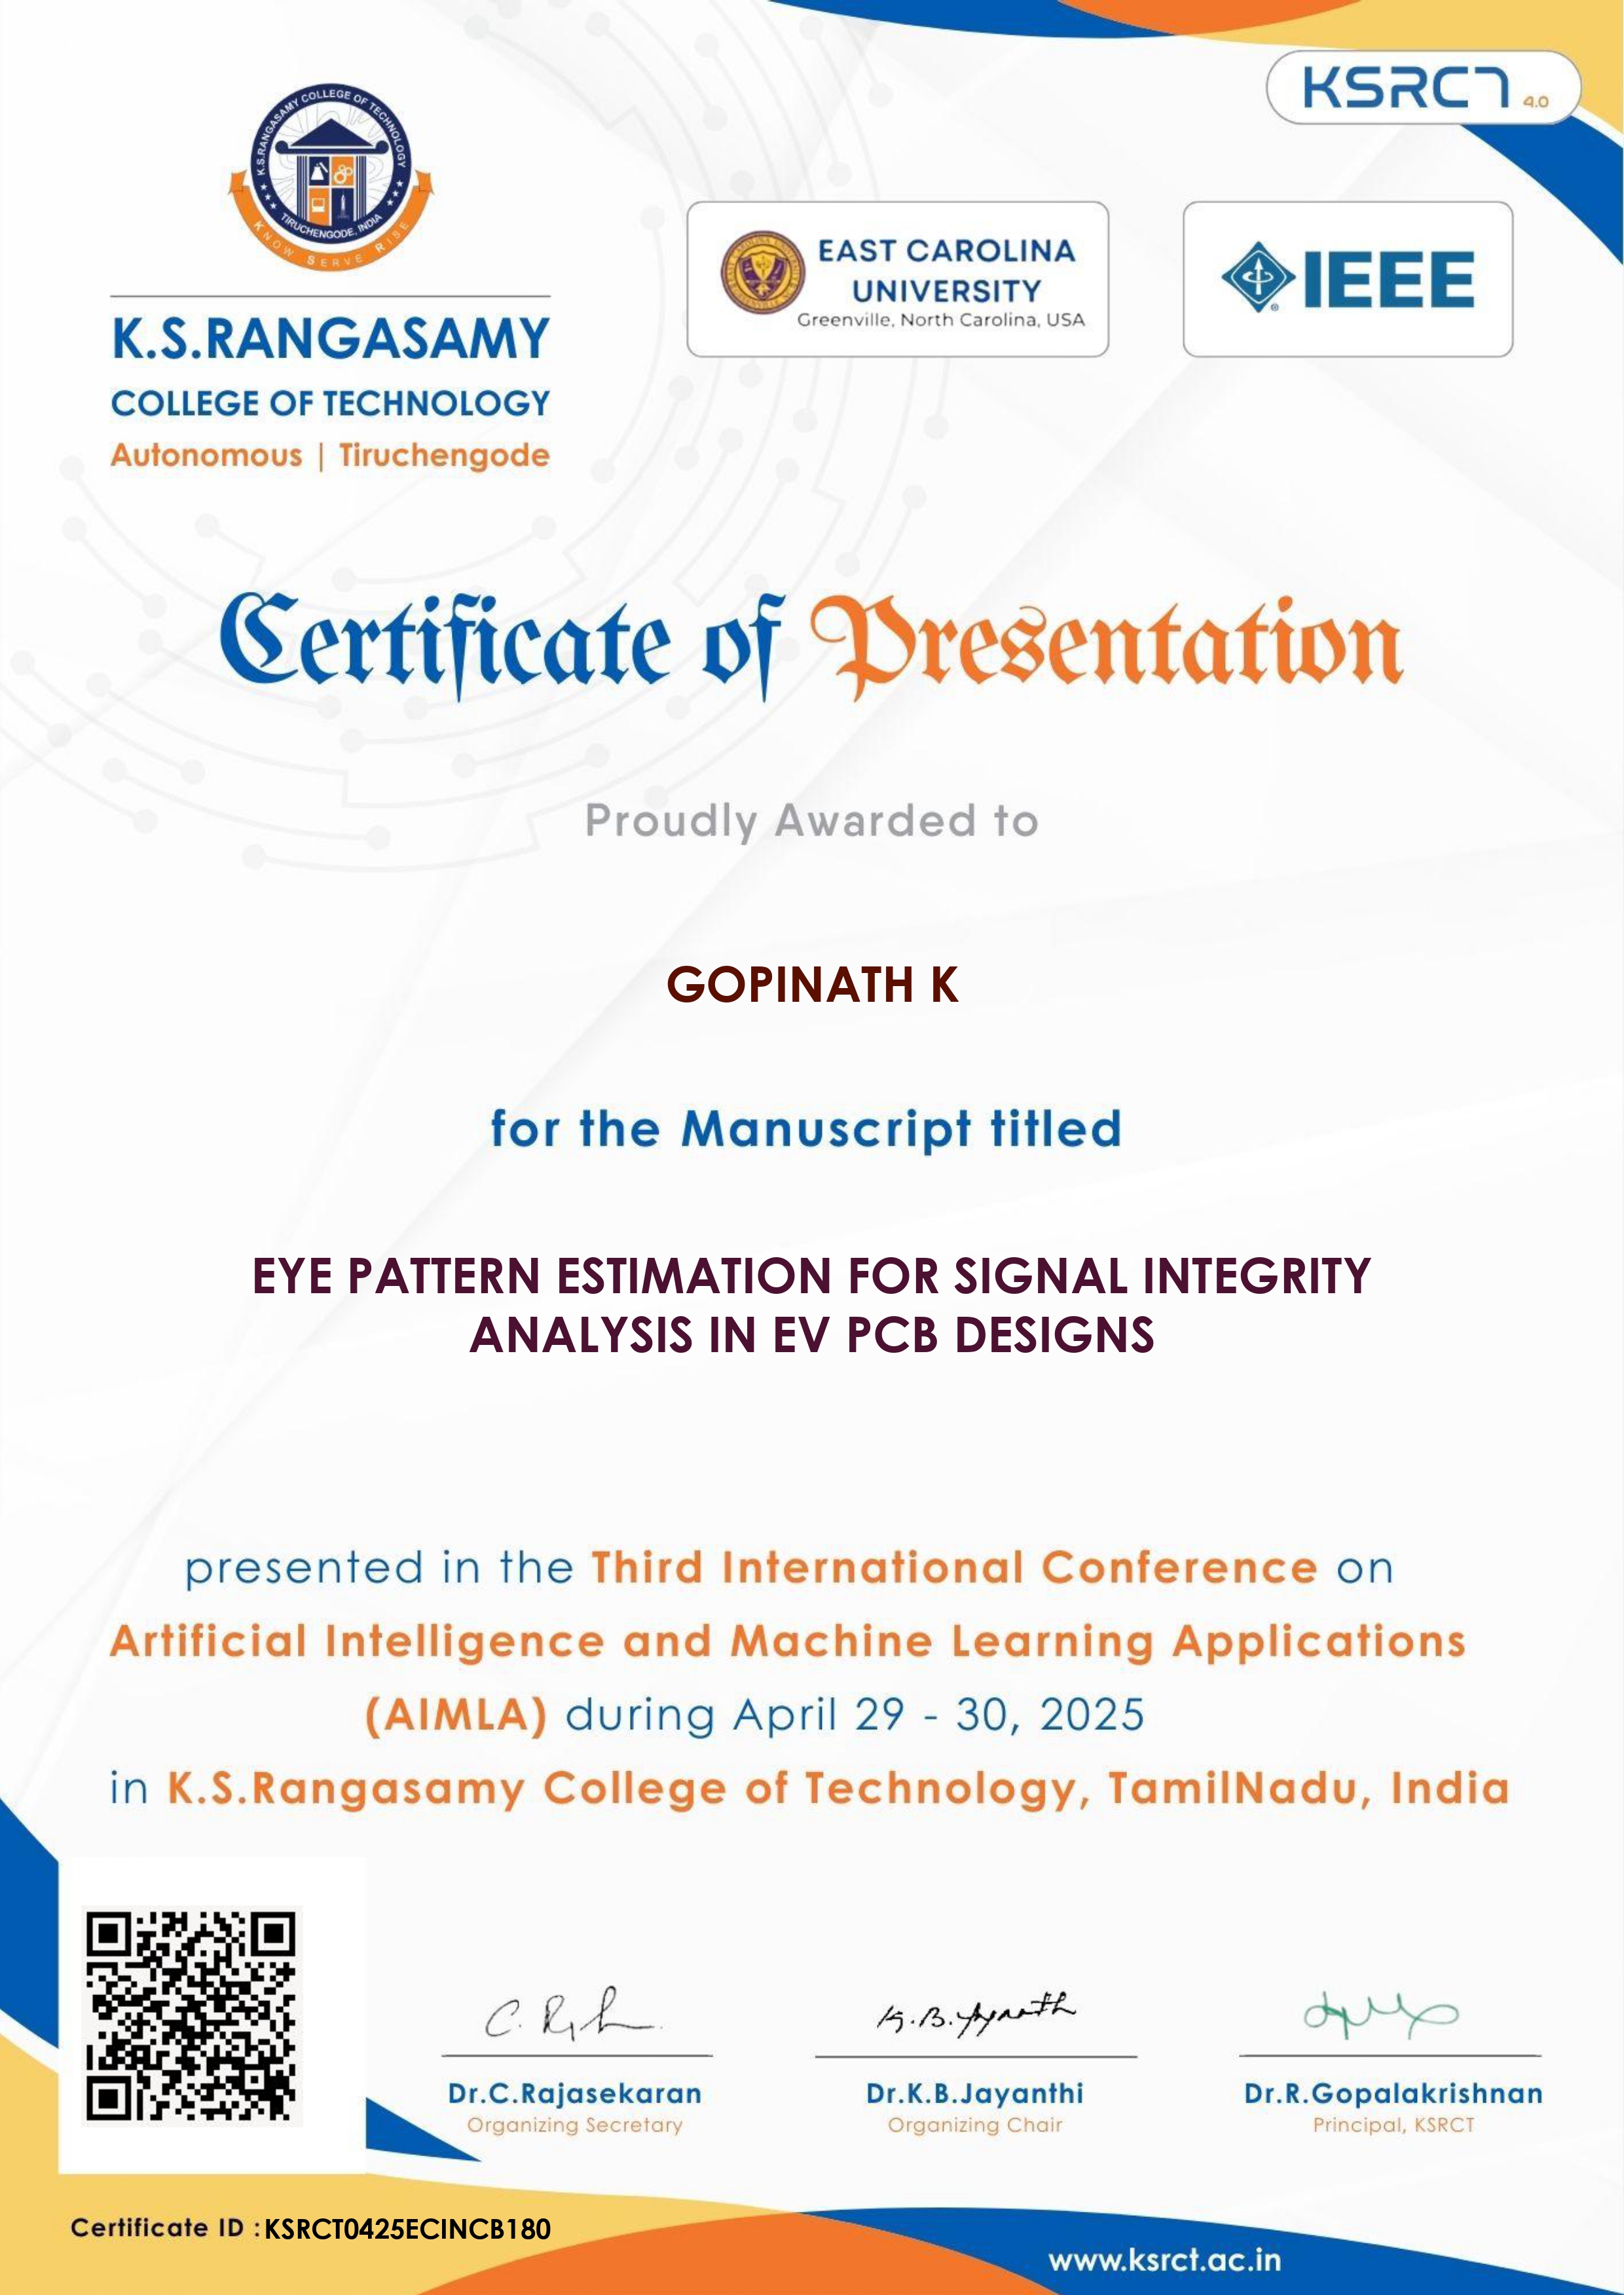 K.S.RANGASAMY COLLEGE OF TECHNOLOGY
TIRUCHENGODE, INDIA
KNOW SERVE RISE
K.S.RANGASAMY
COLLEGE OF TECHNOLOGY
Autonomous | Tiruchengode
KSRCT 4.0
EAST CAROLINA
UNIVERSITY
Greenville, North Carolina, USA
IEEE
Certificate of Presentation
Proudly Awarded to
GOPINATH K
for the Manuscript titled
EYE PATTERN ESTIMATION FOR SIGNAL INTEGRITY
ANALYSIS IN EV PCB DESIGNS
presented in the Third International Conference on
Artificial Intelligence and Machine Learning Applications
(AIMLA) during April 29 - 30, 2025
in K.S.Rangasamy College of Technology, TamilNadu, India
K.B.Jayanth
Dr.C.Rajasekaran
Organizing Secretary
Dr.K.B.Jayanthi
Organizing Chair
Dr.R.Gopalakrishnan
Principal, KSRCT
Certificate ID : KSRCT0425ECINCB180
www.ksrct.ac.in